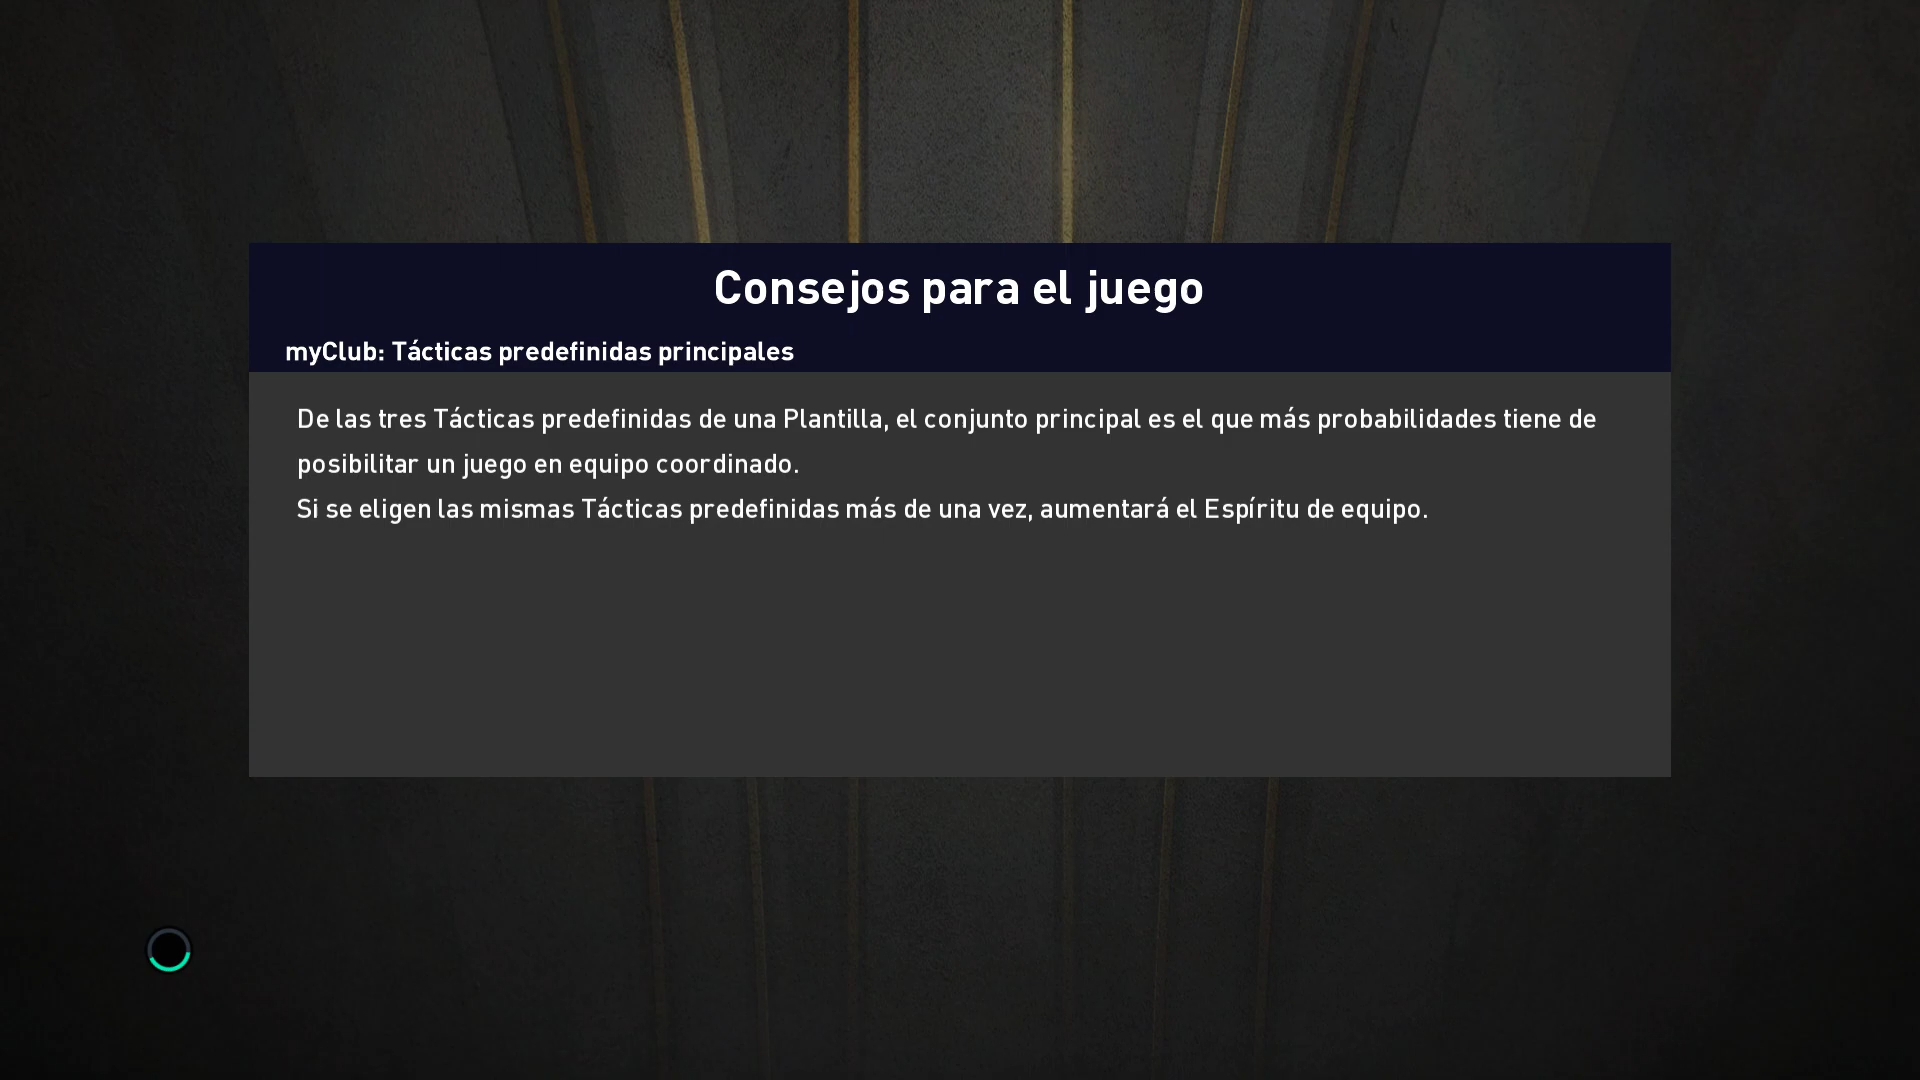 Consejos para el juego
myClub: Tácticas predefinidas principales
De las tres Tácticas predefinidas de una Plantilla, el conjunto principal es el que más probabilidades tiene de
posibilitar un juego en equipo coordinado.
Si se eligen las mismas Tácticas predefinidas más de una vez, aumentará el Espíritu de equipo.